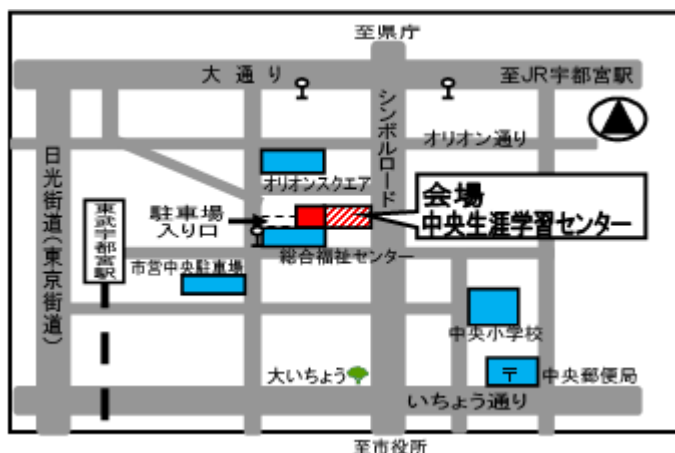 至県庁
大通り
至JR宇都宮駅
シンボルロード
オリオン通り
日光街道(東京街道)
オリオンスクエア
東武宇都宮駅
駐車場
入り口
会場
中央生涯学習センター
総合福祉センター
市営中央駐車場
中央小学校
大いちょう
〒
中央郵便局
いちょう通り
至市役所